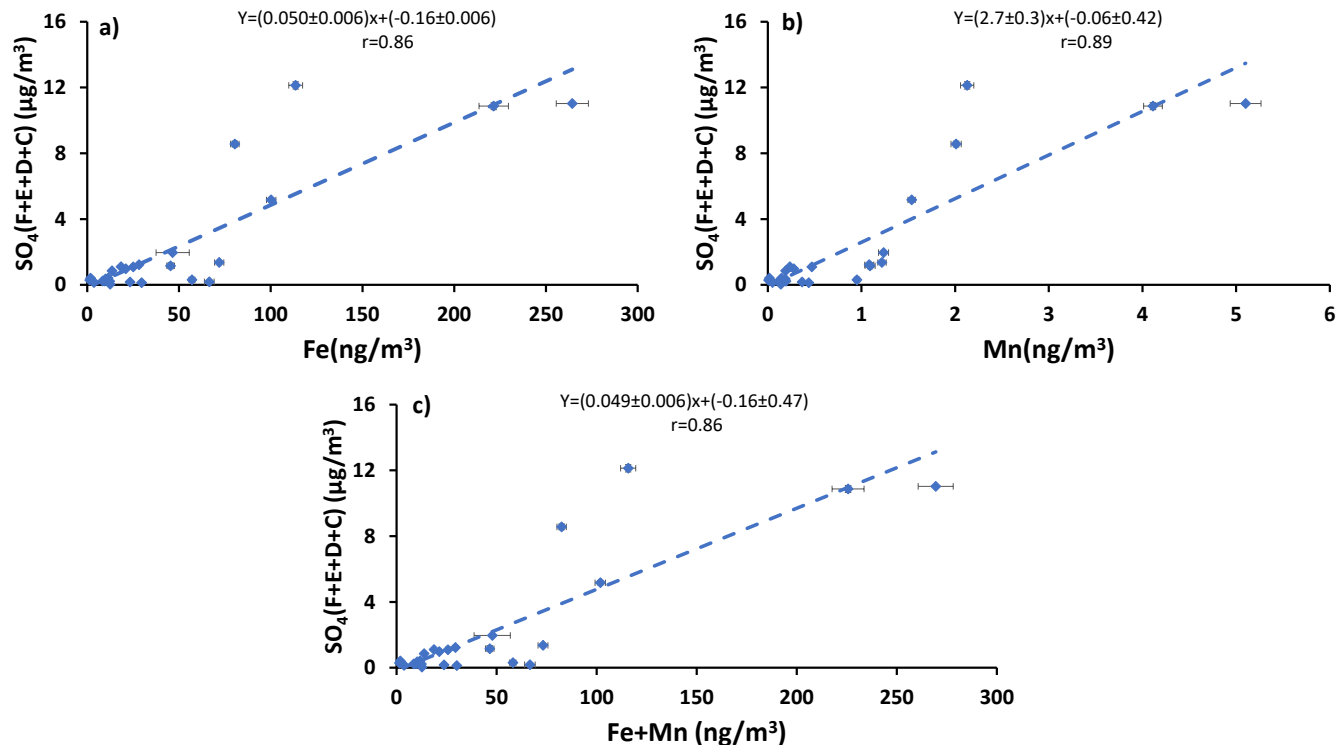 a)
Y=(0.050±0.006)x+(-0.16±0.006)
r=0.86
SO₄(F+E+D+C) (µg/m³)
16
12
8
4
0
0 50 100 150 200 250 300
Fe(ng/m³)
b)
Y=(2.7±0.3)x+(-0.06±0.42)
r=0.89
SO₄(F+E+D+C) (µg/m³)
16
12
8
4
0
0 1 2 3 4 5 6
Mn(ng/m³)
c)
Y=(0.049±0.006)x+(-0.16±0.47)
r=0.86
SO₄(F+E+D+C) (µg/m³)
16
12
8
4
0
0 50 100 150 200 250 300
Fe+Mn (ng/m³)